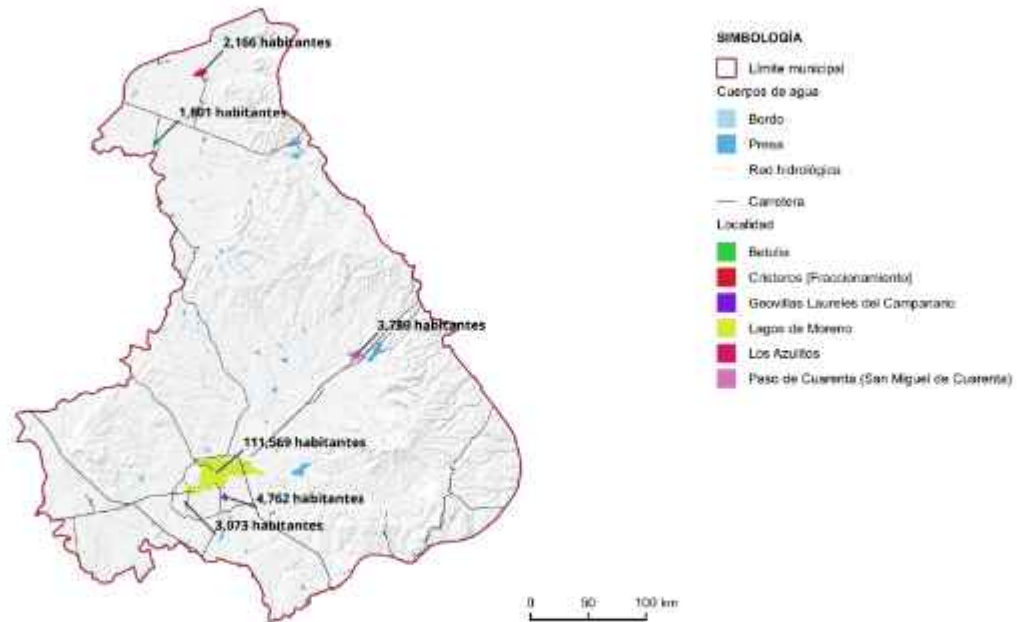 2,166 habitantes
1,801 habitantes
3,788 habitantes
111,569 habitantes
4,762 habitantes
3,073 habitantes
0 50 100 km
SIMBOLOGÍA
Límite municipal
Cuerpos de agua
Bordo
Presa
Red hidrológica
Carretera
Localidad
Betulia
Cristeros [Fraccionamiento]
Geovillas Laureles del Campanario
Lagos de Moreno
Los Azulitos
Paso de Cuarenta (San Miguel de Cuarenta)